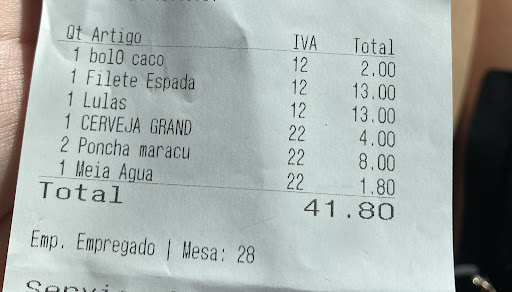 Qt Artigo IVA Total
1 bolO caco 12 2.00
1 Filete Espada 12 13.00
1 Lulas 12 13.00
1 CERVEJA GRAND 22 4.00
2 Poncha maracu 22 8.00
1 Meia Agua 22 1.80
Total 41.80
Emp. Empregado | Mesa: 28